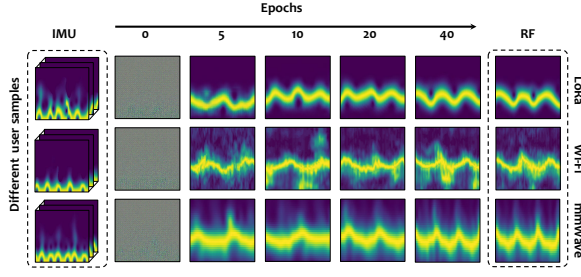 Epochs
IMU 0 5 10 20 40 RF
Different user samples
LoRa
Wi-Fi
mmWave